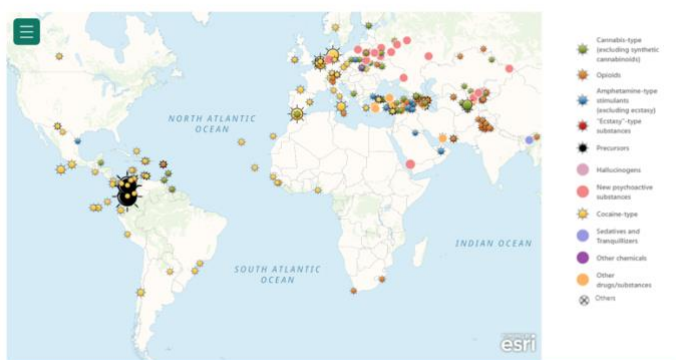 NORTH ATLANTIC
OCEAN
SOUTH ATLANTIC
OCEAN
INDIAN OCEAN
esri
Cannabis-type
(excluding synthetic
cannabinoids)
Opioids
Amphetamine-type
stimulants
(excluding ecstasy)
"Ecstasy"-type
substances
Precursors
Hallucinogens
New psychoactive
substances
Cocaine-type
Sedatives and
Tranquillizers
Other chemicals
Other
drugs/substances
Others